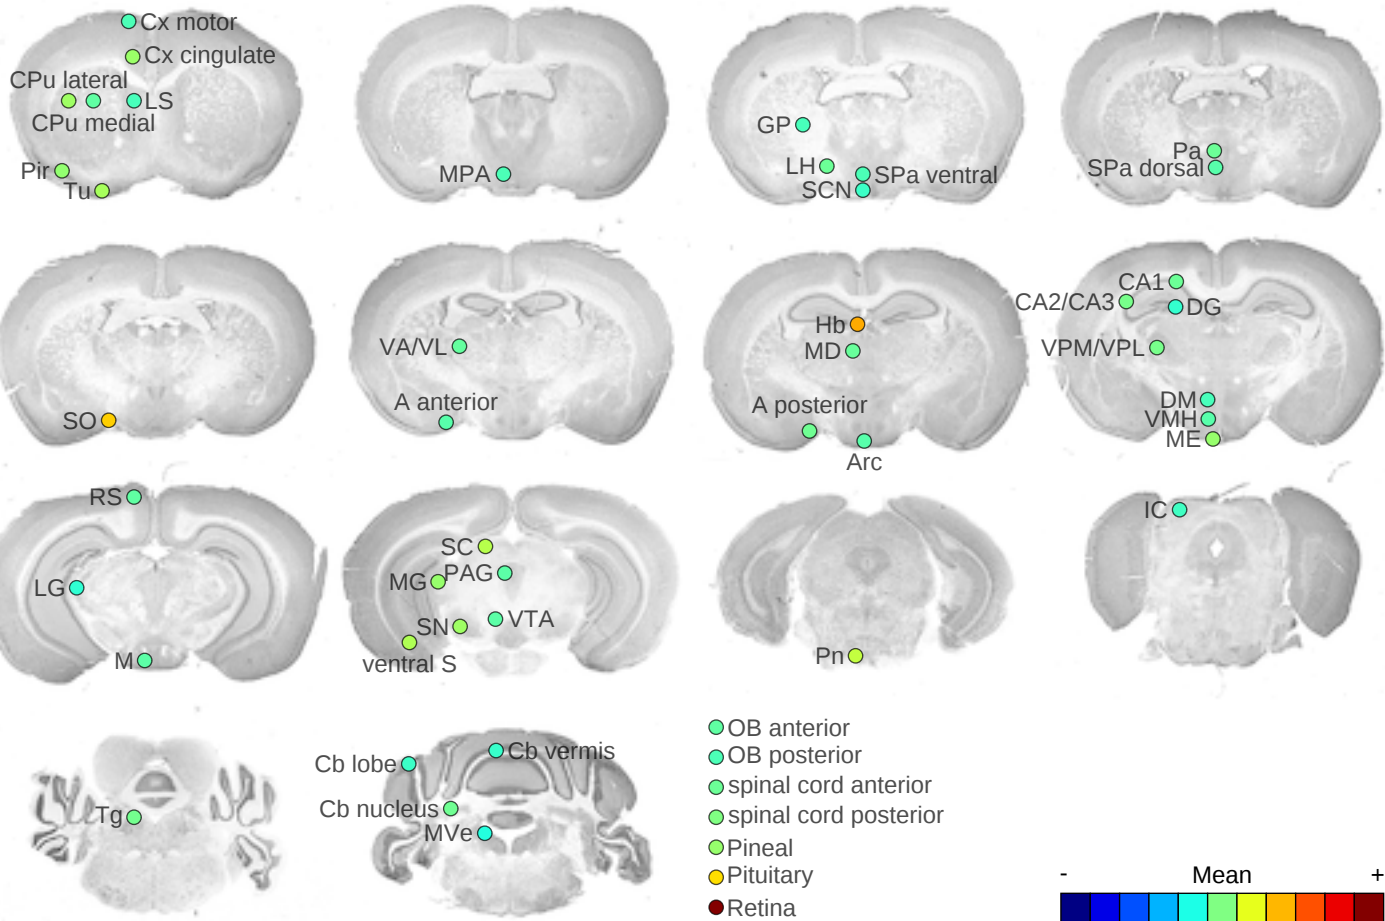 Cx motor
Cx cingulate
CPu lateral
LS
CPu medial
Pir
Tu
MPA
GP
LH
SPa ventral
SCN
Pa
SPa dorsal
SO
VA/VL
A anterior
Hb
MD
A posterior
Arc
CA1
CA2/CA3
DG
VPM/VPL
DM
VMH
ME
RS
LG
M
SC
PAG
MG
VTA
SN
ventral S
Pn
IC
Tg
Cb vermis
Cb lobe
Cb nucleus
MVe
OB anterior
OB posterior
spinal cord anterior
spinal cord posterior
Pineal
Pituitary
Retina
- Mean +